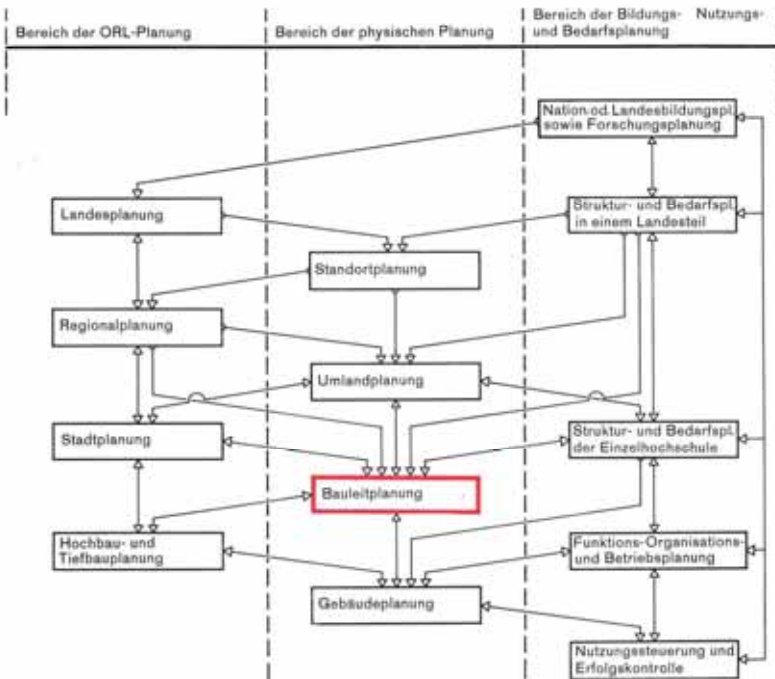 Bereich der ORL-Planung
Bereich der physischen Planung
Bereich der Bildungs- Nutzungs-
und Bedarfsplanung
Nation.od.Landesbildungspl.
sowie Forschungsplanung
Landesplanung
Struktur- und Bedarfspl.
in einem Landesteil
Standortplanung
Regionalplanung
Umlandplanung
Stadtplanung
Struktur- und Bedarfspl.
der Einzelhochschule
Bauleitplanung
Hochbau- und
Tiefbauplanung
Funktions-Organisations-
und Betriebsplanung
Gebäudeplanung
Nutzungssteuerung und
Erfolgskontrolle